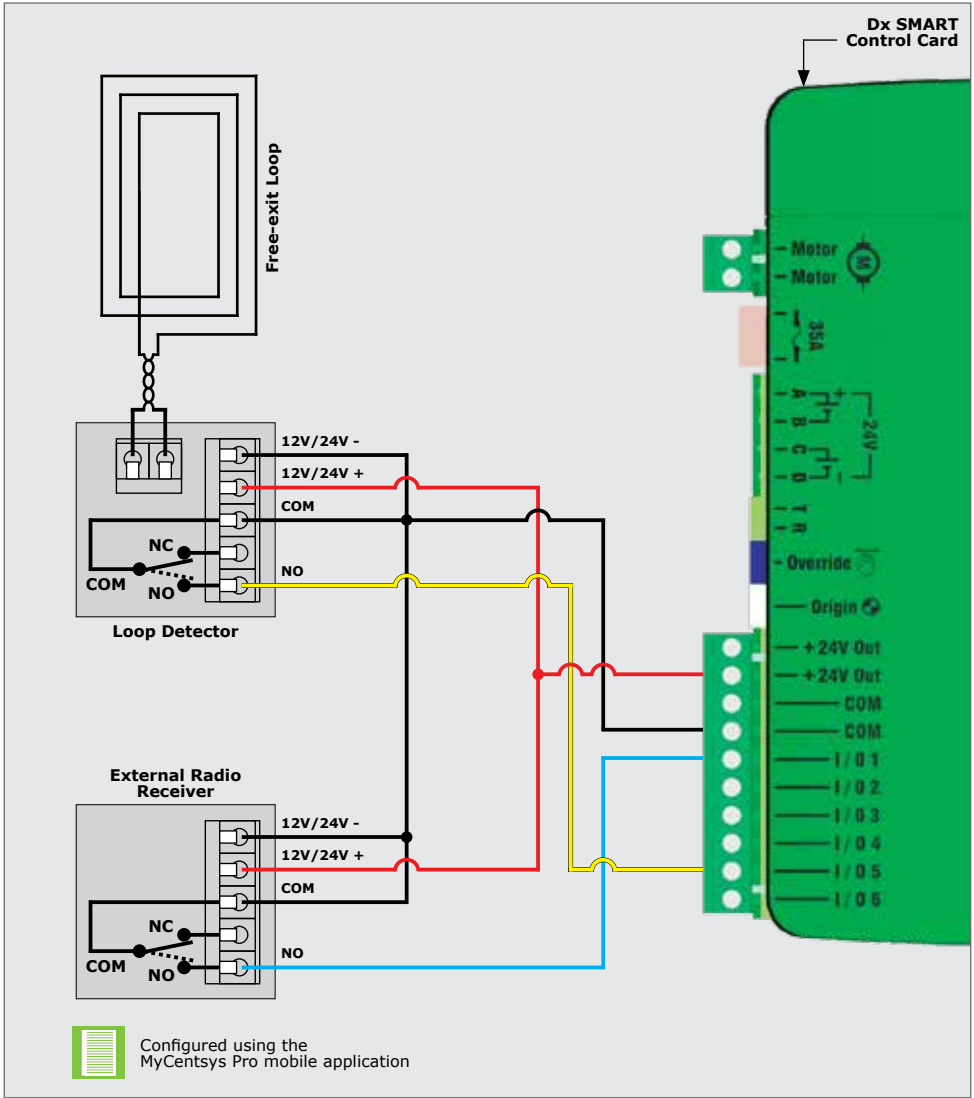 Dx SMART
Control Card
Free-exit Loop
Motor
Motor
M
35A
A
B
C
D
+
24V
–
T
R
Override
Origin
+ 24V Out
+ 24V Out
COM
COM
I / O 1
I / O 2
I / O 3
I / O 4
I / O 5
I / O 6
12V/24V -
12V/24V +
COM
NC
COM
NO
NO
Loop Detector
External Radio
Receiver
12V/24V -
12V/24V +
COM
NC
COM
NO
NO
Configured using the
MyCentsys Pro mobile application